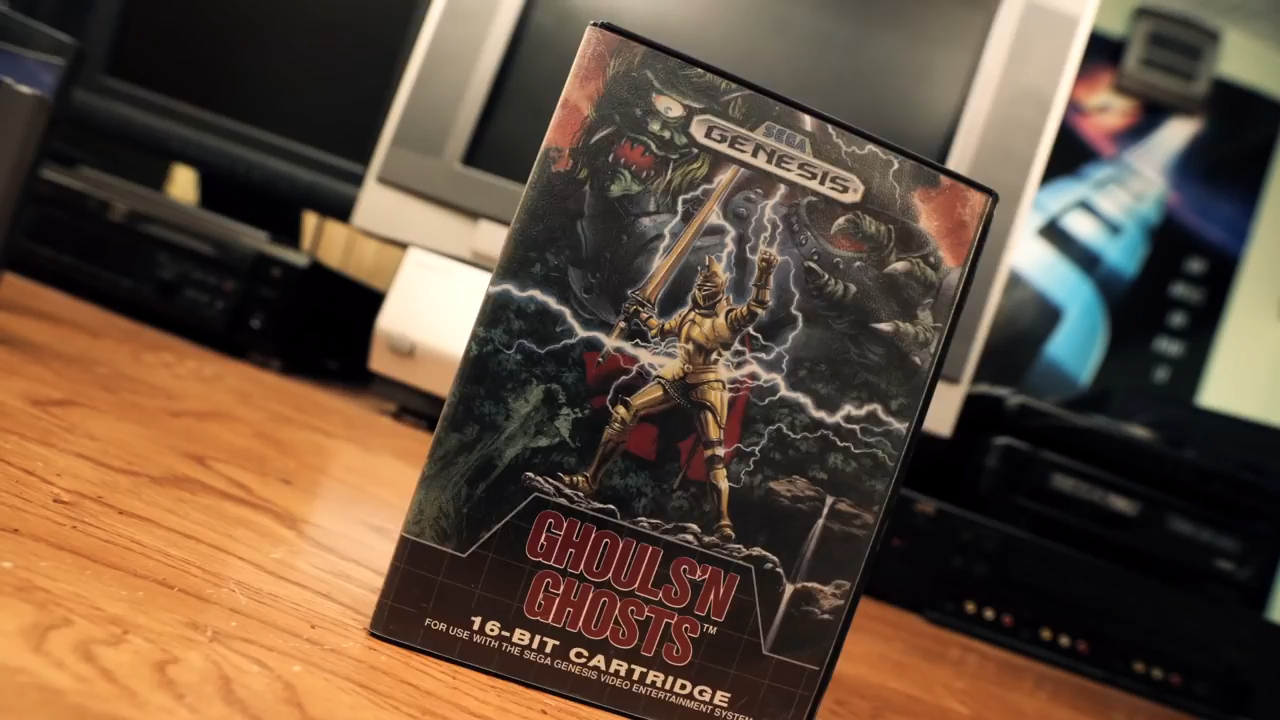 SEGA
GENESIS
GHOULS'N
GHOSTS™
16-BIT CARTRIDGE
FOR USE WITH THE SEGA GENESIS VIDEO ENTERTAINMENT SYSTEM